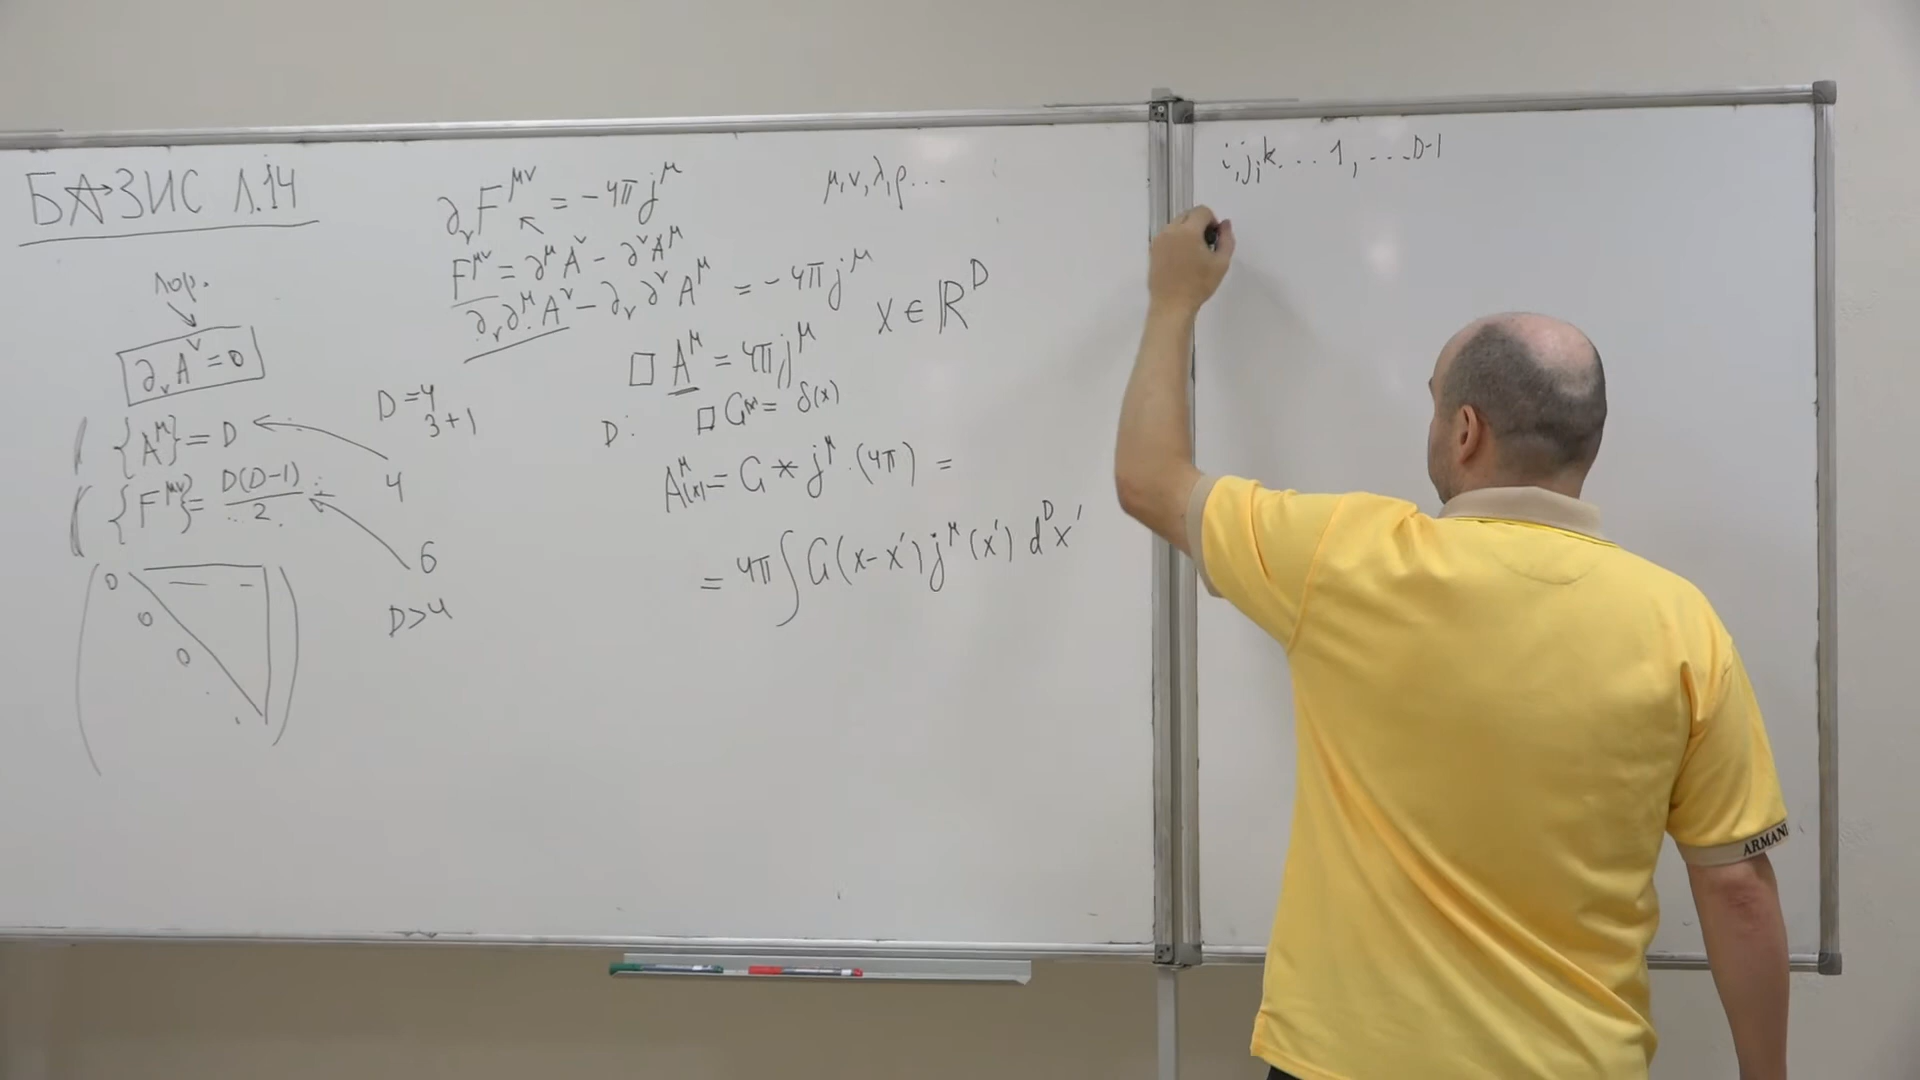 БАЗИС Л.14
лор.
∂_ν A^ν = 0
{A^μ} = D
{F^{μν}} = D(D-1)/2
0
0
0
D = 4
3+1
4
6
D>4
∂_ν F^{μν} = -4π j^μ
F^{μν} = ∂^μ A^ν - ∂^ν A^μ
∂_ν ∂^μ A^ν - ∂_ν ∂^ν A^μ = -4π j^μ
□ A^μ = 4π j^μ
D: □ G(x) = δ(x)
A^μ(x) = G * j^μ · (4π) =
= 4π ∫ G(x-x') j^μ (x') d^D x'
μ, ν, λ, ρ ...
x ∈ ℝ^D
i, j, k ... 1, ... D-1
ARMANI